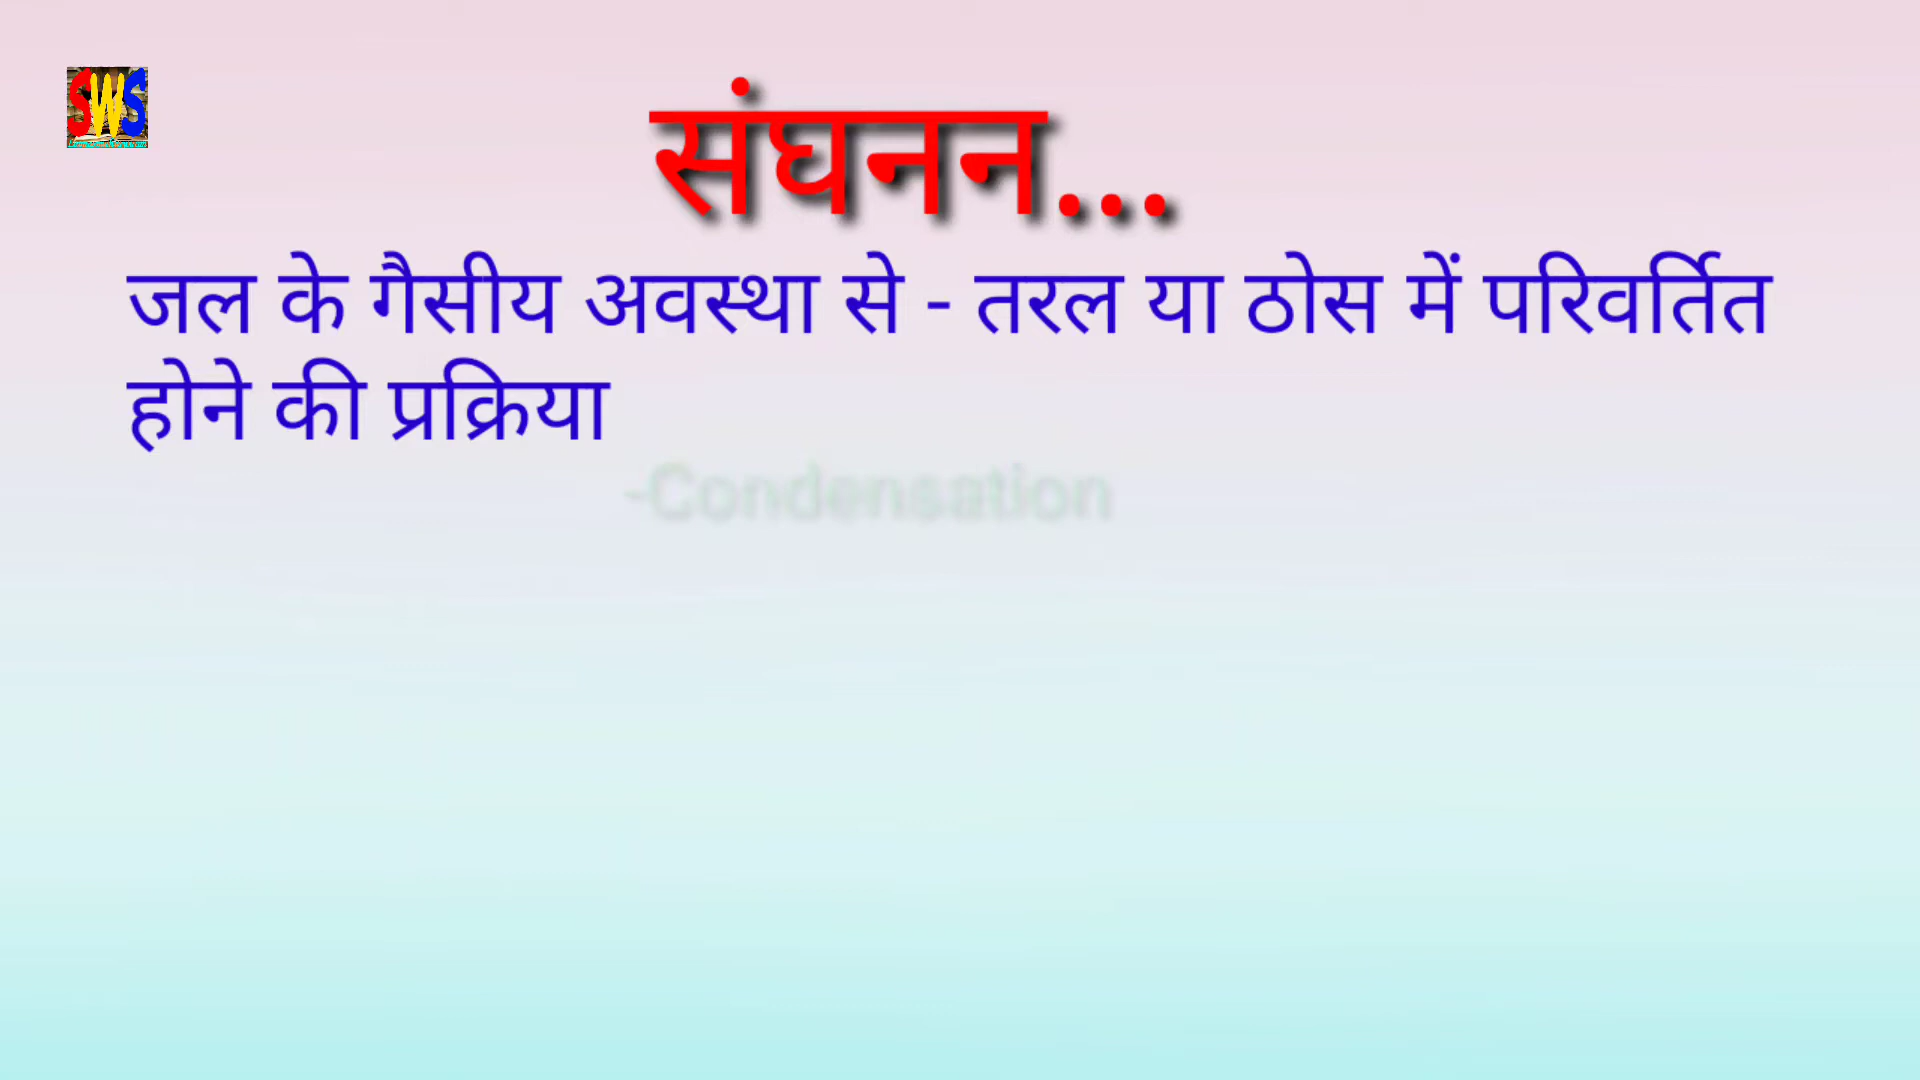 SWS
संघनन...
जल के गैसीय अवस्था से - तरल या ठोस में परिवर्तित
होने की प्रक्रिया
-Condensation